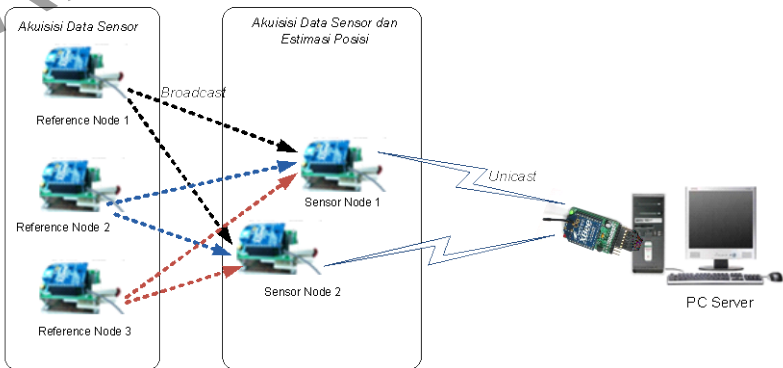 Akuisisi Data Sensor
Reference Node 1
Reference Node 2
Reference Node 3
Akuisisi Data Sensor dan
Estimasi Posisi
Broadcast
Sensor Node 1
Sensor Node 2
Unicast
PC Server